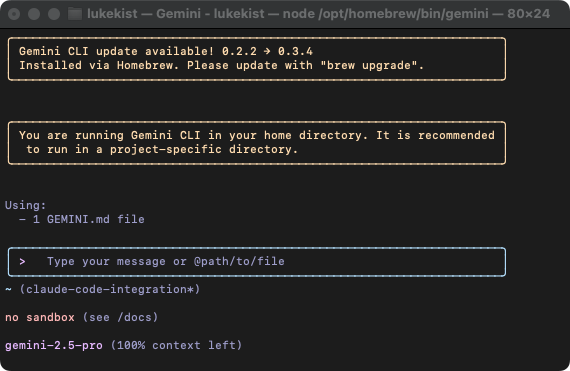 lukekist — Gemini - lukekist — node /opt/homebrew/bin/gemini — 80×24
Gemini CLI update available! 0.2.2 → 0.3.4
Installed via Homebrew. Please update with "brew upgrade".
You are running Gemini CLI in your home directory. It is recommended
to run in a project-specific directory.
Using:
- 1 GEMINI.md file
> Type your message or @path/to/file
~ (claude-code-integration*)
no sandbox (see /docs)
gemini-2.5-pro (100% context left)